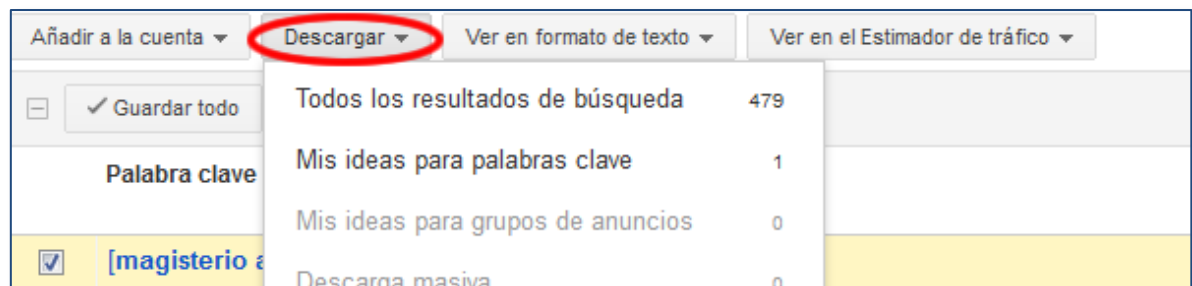 Añadir a la cuenta Descargar Ver en formato de texto Ver en el Estimador de tráfico
Guardar todo
Todos los resultados de búsqueda 479
Mis ideas para palabras clave 1
Palabra clave
Mis ideas para grupos de anuncios 0
[magisterio a
Descarga masiva 0